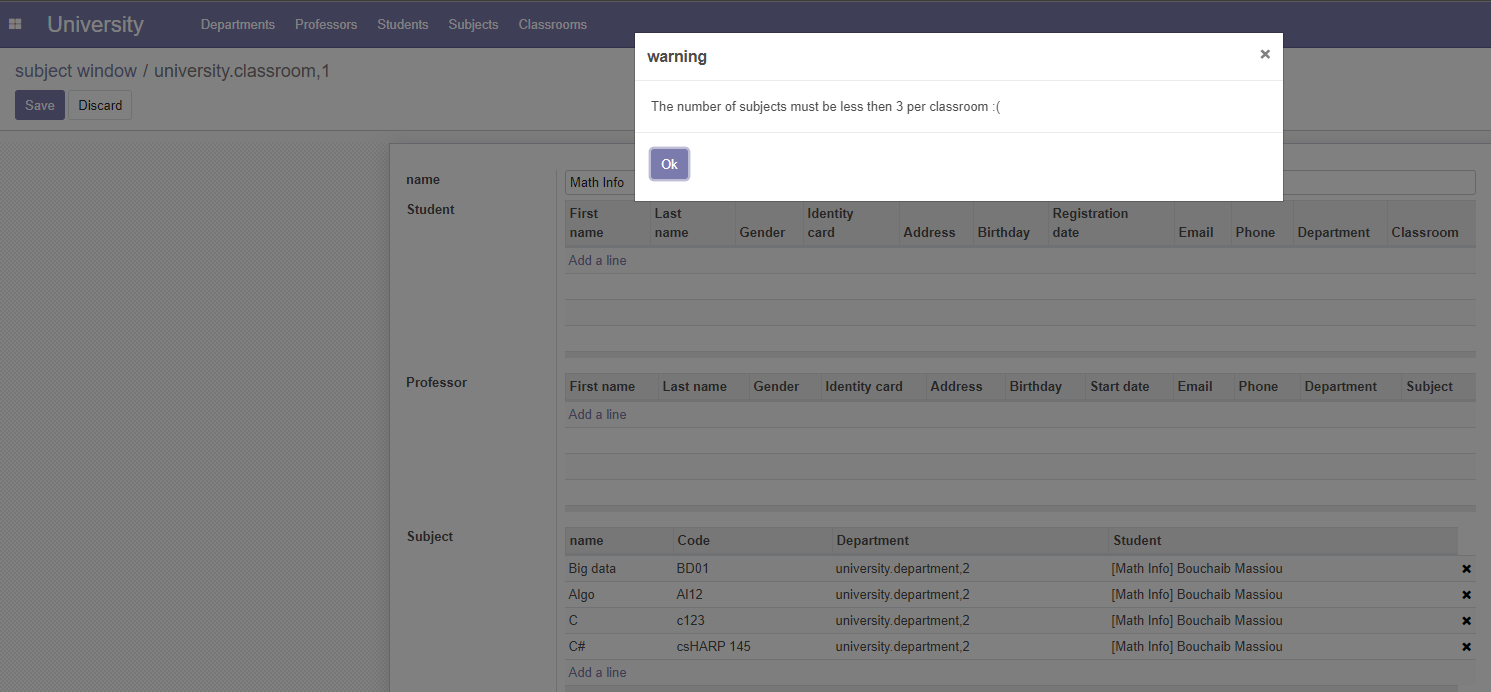 University Departments Professors Students Subjects Classrooms
subject window / university.classroom,1
Save Discard
warning ×
The number of subjects must be less then 3 per classroom :(
Ok
name Math Info
Student First name Last name Gender Identity card Address Birthday Registration date Email Phone Department Classroom
Add a line
Professor First name Last name Gender Identity card Address Birthday Start date Email Phone Department Subject
Add a line
Subject name Code Department Student
Big data BD01 university.department,2 [Math Info] Bouchaib Massiou
Algo Al12 university.department,2 [Math Info] Bouchaib Massiou
C c123 university.department,2 [Math Info] Bouchaib Massiou
C# csHARP 145 university.department,2 [Math Info] Bouchaib Massiou
Add a line